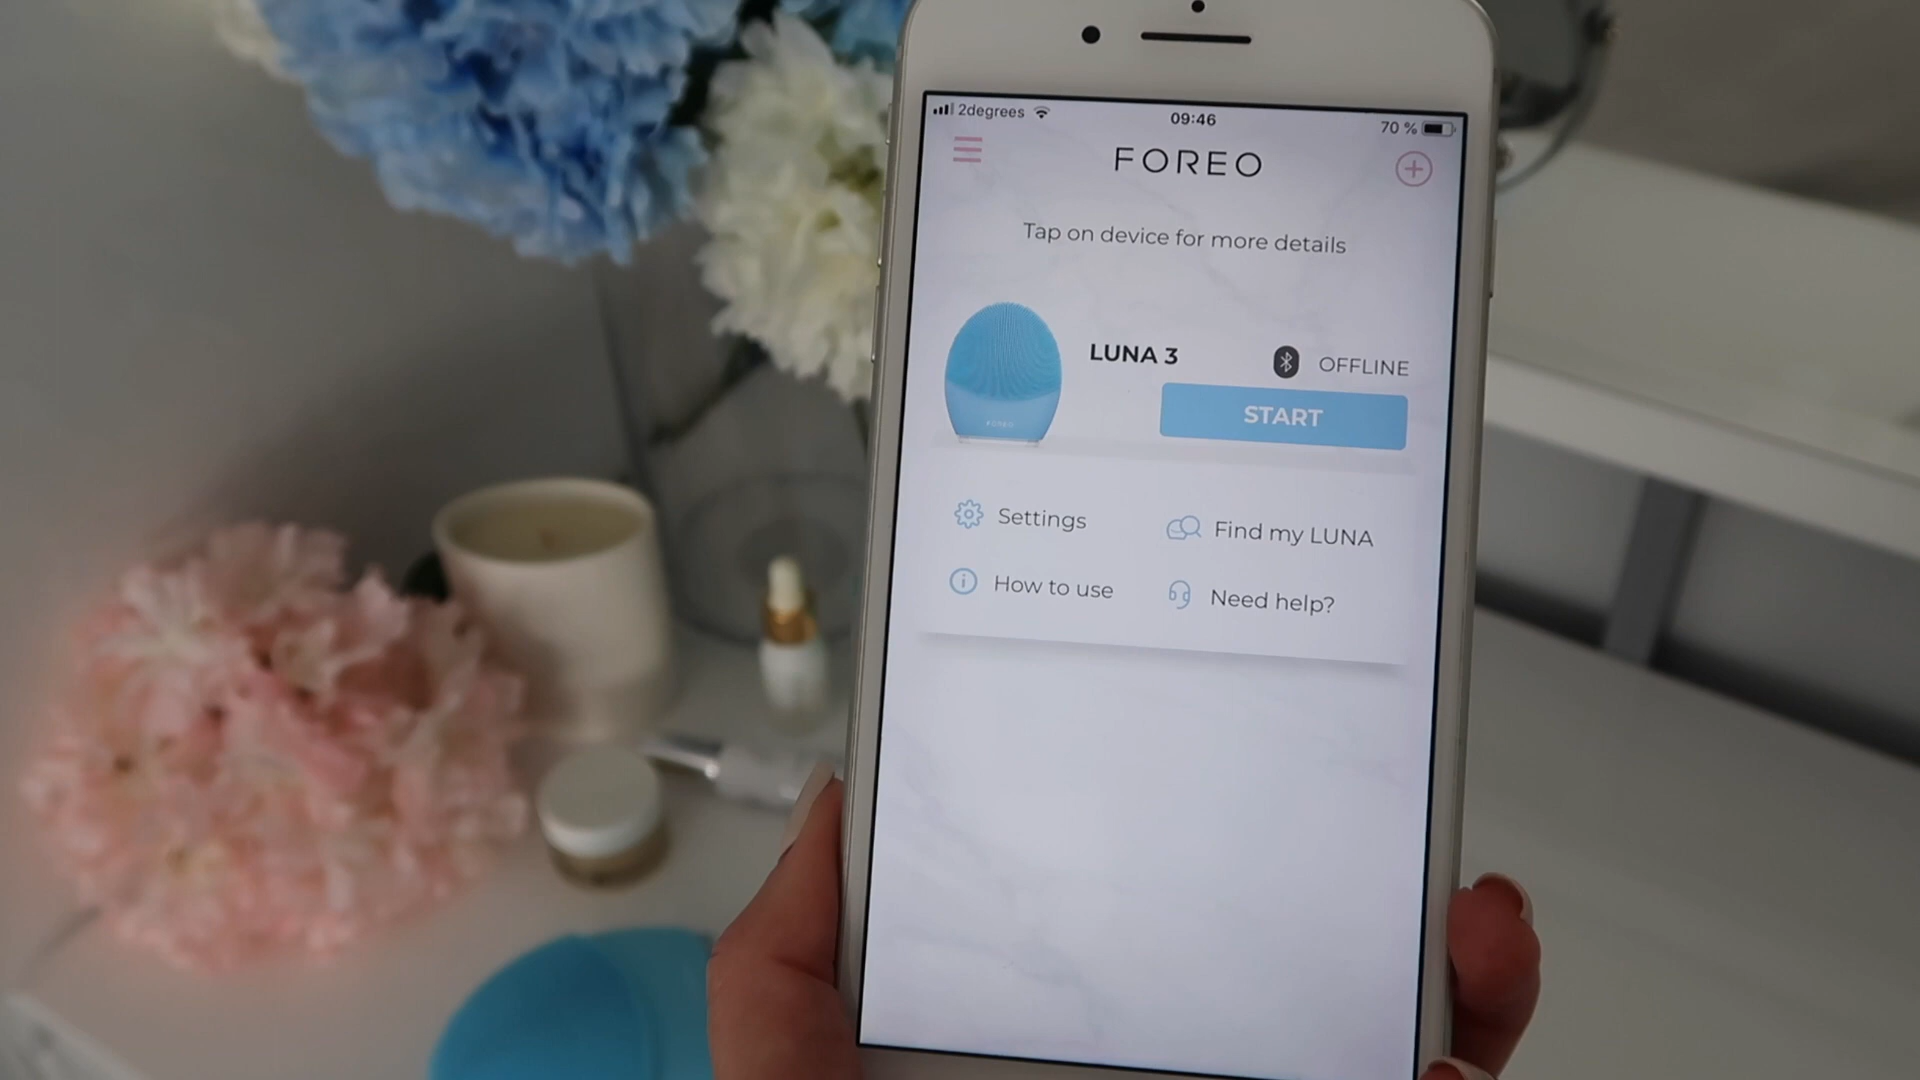 2degrees 09:46 70 %
FOREO
Tap on device for more details
LUNA 3 OFFLINE
START
FOREO
Settings Find my LUNA
How to use Need help?